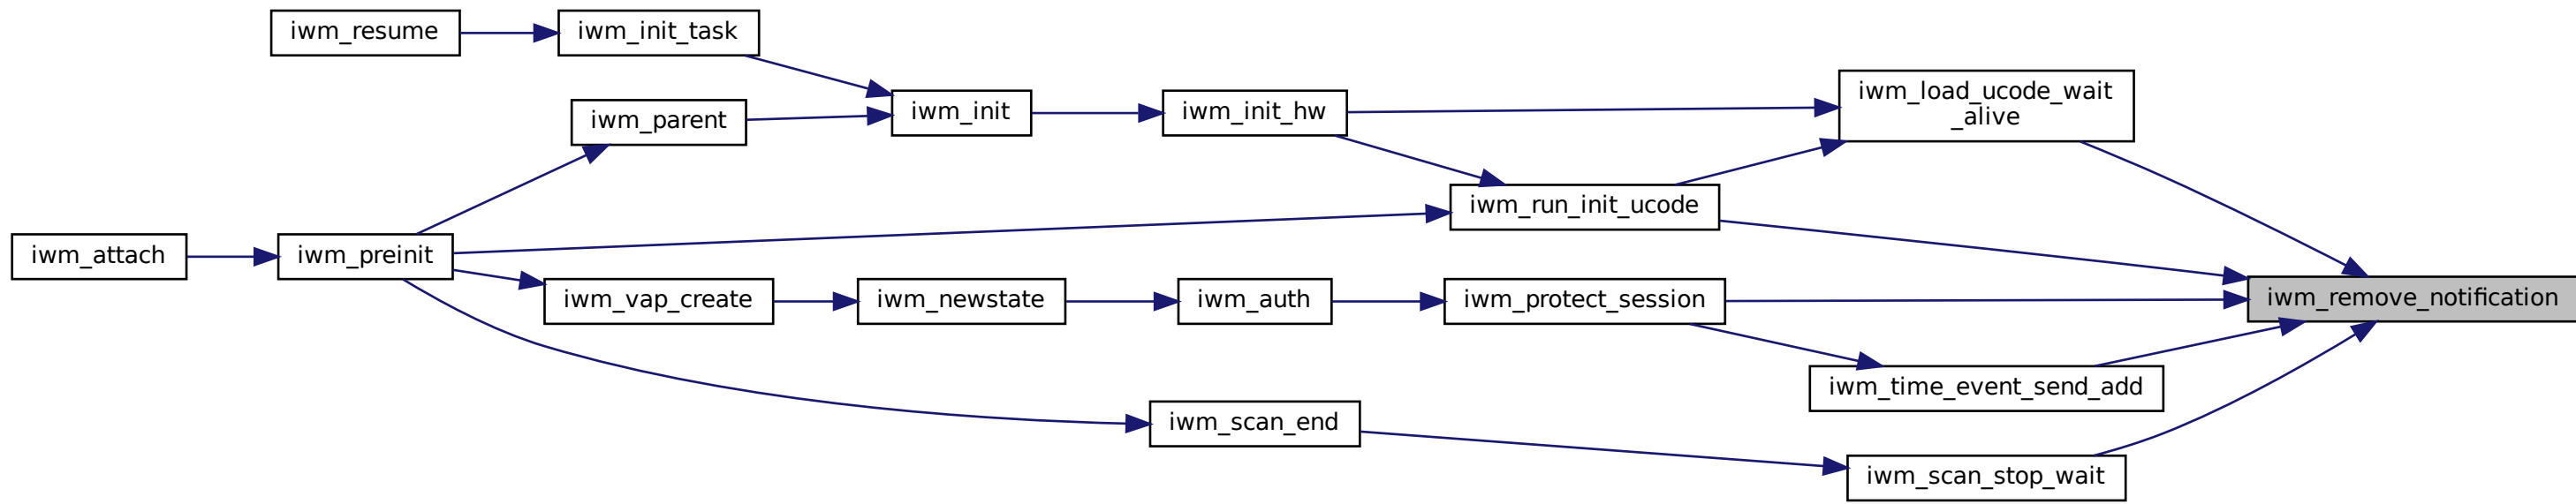 iwm_resume
iwm_init_task
iwm_load_ucode_wait
_alive
iwm_parent
iwm_init
iwm_init_hw
iwm_run_init_ucode
iwm_attach
iwm_preinit
iwm_vap_create
iwm_newstate
iwm_auth
iwm_protect_session
iwm_remove_notification
iwm_time_event_send_add
iwm_scan_end
iwm_scan_stop_wait